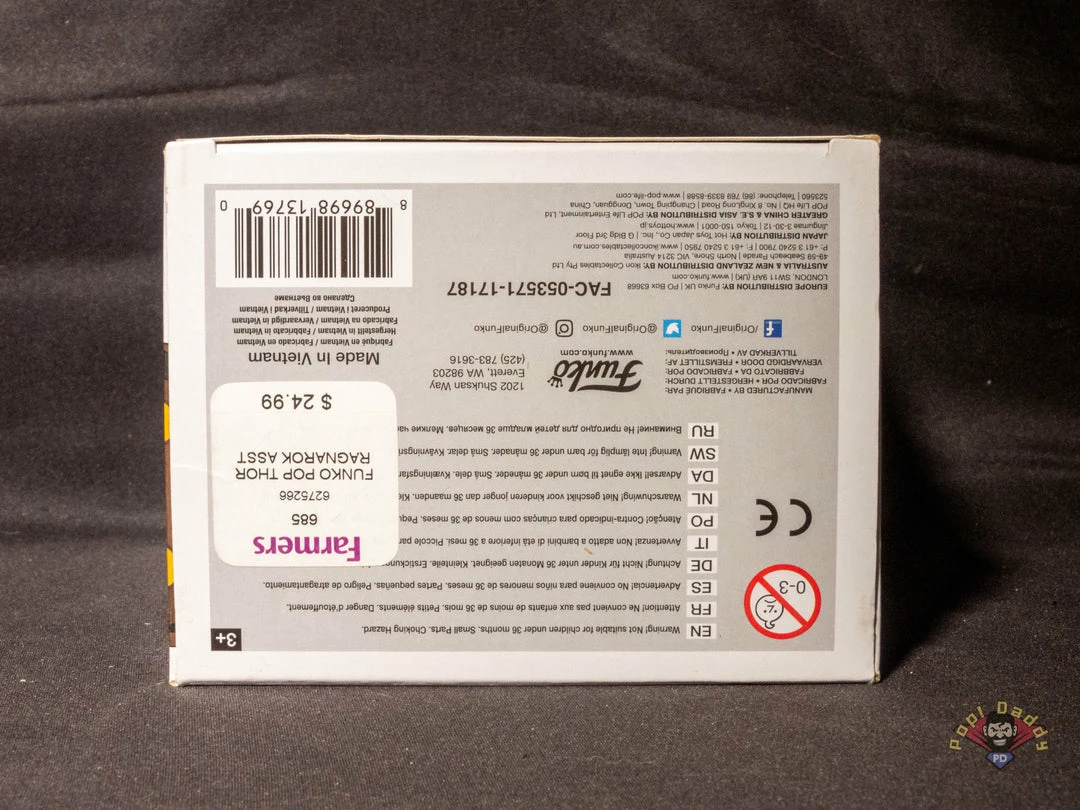 EN Warning! Not suitable for children under 36 months. Small Parts. Choking Hazard.
FR Attention! Ne convient pas aux enfants de moins de 36 mois. Petits éléments. Danger d'étouffement.
ES Advertencia! No conviene para niños menores de 36 meses. Partes pequeñas. Peligro de atragantamiento.
DE Achtung! Nicht für Kinder unter 36 Monaten geeignet. Kleinteile.
IT Avvertenza! Non adatto a bambini di età inferiore a 36 mesi. Piccole
PO Atenção! Contra-indicado para crianças com menos de 36 meses.
NL Waarschuwing! Niet geschikt voor kinderen jonger dan 36 maanden.
DA Advarsel! Ikke egnet til børn under 36 måneder. Små dele.
SW Varning! Inte lämplig för barn under 36 månader. Små delar.
RU Внимание! Не пригодно для детей младше 36 месяцев. Мелкие
0-3
CE
3+
Farmers
685
6275266
FUNKO POP THOR
RAGNAROK ASST
$ 24.99
MANUFACTURED BY • FABRIQUÉ PAR:
FABRICADO POR • HERGESTELLT DURCH:
FABBRICATO DA • FABRICADO POR:
VERVAARDIGD DOOR • FREMSTILLET AF:
TILLVERKAD AV • Производитель:
Funko
www.funko.com
1202 Shuksan Way
Everett, WA 98203
(425) 783-3616
/OriginalFunko
@OriginalFunko
@OriginalFunko
Made In Vietnam
Fabriqué en Vietnam / Fabricado en Vietnam
Hergestellt Vietnam / Fabbricato in Vietnam
Fabricado na Vietnam / Vervaardigd in Vietnam
Produceret i Vietnam / Tillverkad i Vietnam
Сделано во Вьетнаме
EUROPE DISTRIBUTION BY: Funko UK | PO Box 63668
LONDON, SW11 9AR (UK) | www.funko.com
FAC-053571-17187
AUSTRALIA & NEW ZEALAND DISTRIBUTION BY: Ikon Collectables Pty Ltd
49-59 Seabeach Parade | North Shore, VIC 3214 Australia
P: +61 3 5240 7900 | F: +61 3 5240 7950 | www.ikoncollectables.com.au
JAPAN DISTRIBUTION BY: Hot Toys Japan Co., Inc. | G Bldg 3rd Floor
Jingumae 3-30-12 | Tokyo 150-0001 | www.hottoys.jp
GREATER CHINA & S.E. ASIA DISTRIBUTION BY: POP Life Entertainment, Ltd
POP Life HQ | No. 8 XingLong Road | Changping Town, Dongguan, China
523560 | Telephone: (86) 769 8339-8588 | www.pop-life.com
8 89698 13769 0
Pop! Daddy
PD